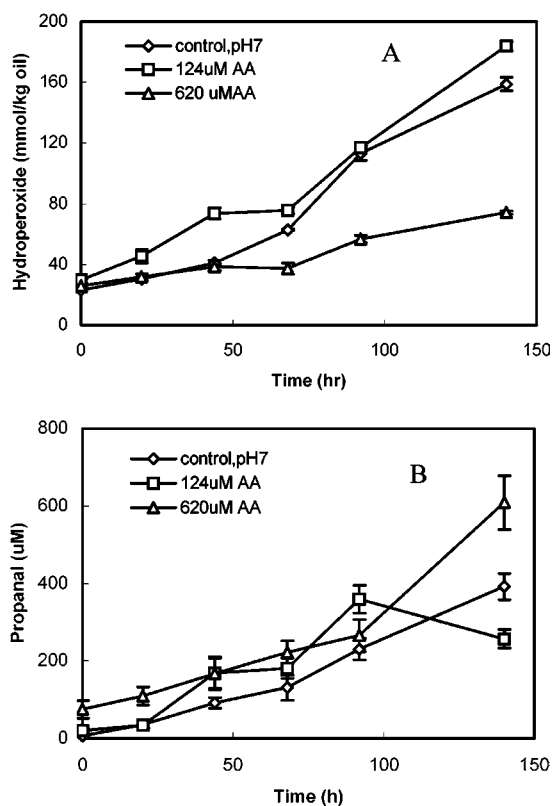 A
control,pH7
124uM AA
620 uMAA
Hydroperoxide (mmol/kg oil)
200
160
120
80
40
0
0 50 100 150
Time (hr)
B
control,pH7
124uM AA
620uM AA
Propanal (uM)
800
600
400
200
0
0 50 100 150
Time (h)